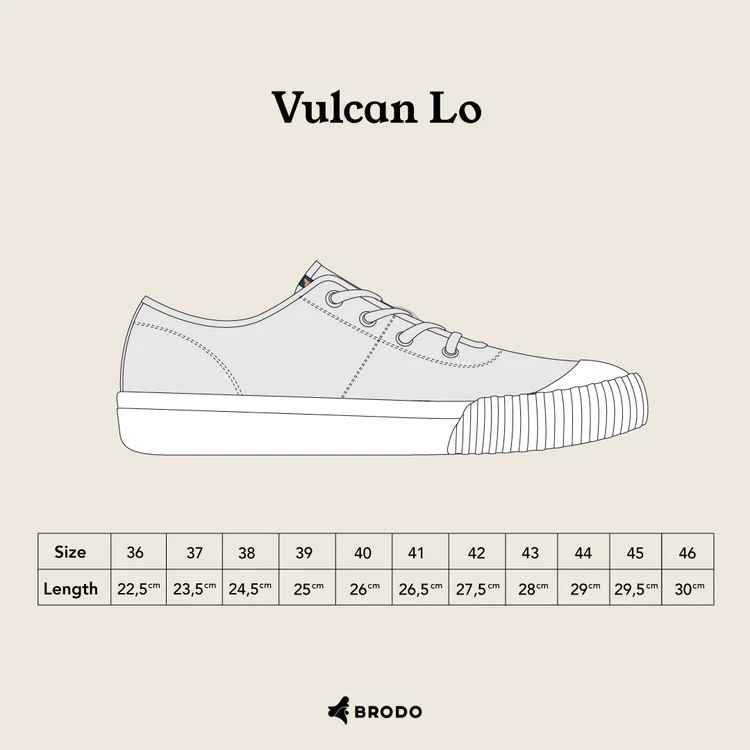 Vulcan Lo
Size 36 37 38 39 40 41 42 43 44 45 46
Length 22,5cm 23,5cm 24,5cm 25cm 26cm 26,5cm 27,5cm 28cm 29cm 29,5cm 30cm
BRODO